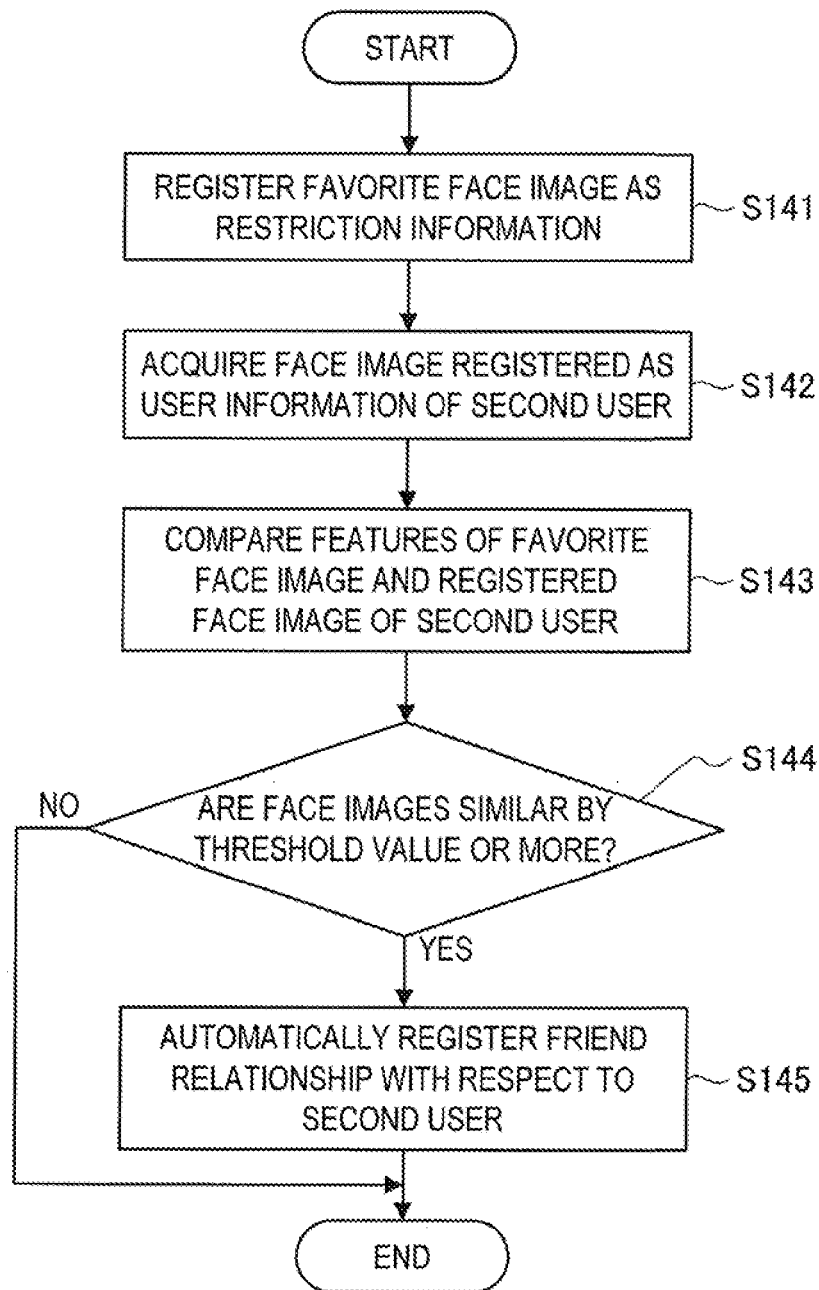 START
REGISTER FAVORITE FACE IMAGE AS
RESTRICTION INFORMATION
S141
ACQUIRE FACE IMAGE REGISTERED AS
USER INFORMATION OF SECOND USER
S142
COMPARE FEATURES OF FAVORITE
FACE IMAGE AND REGISTERED
FACE IMAGE OF SECOND USER
S143
S144
NO
ARE FACE IMAGES SIMILAR BY
THRESHOLD VALUE OR MORE?
YES
AUTOMATICALLY REGISTER FRIEND
RELATIONSHIP WITH RESPECT TO
SECOND USER
S145
END